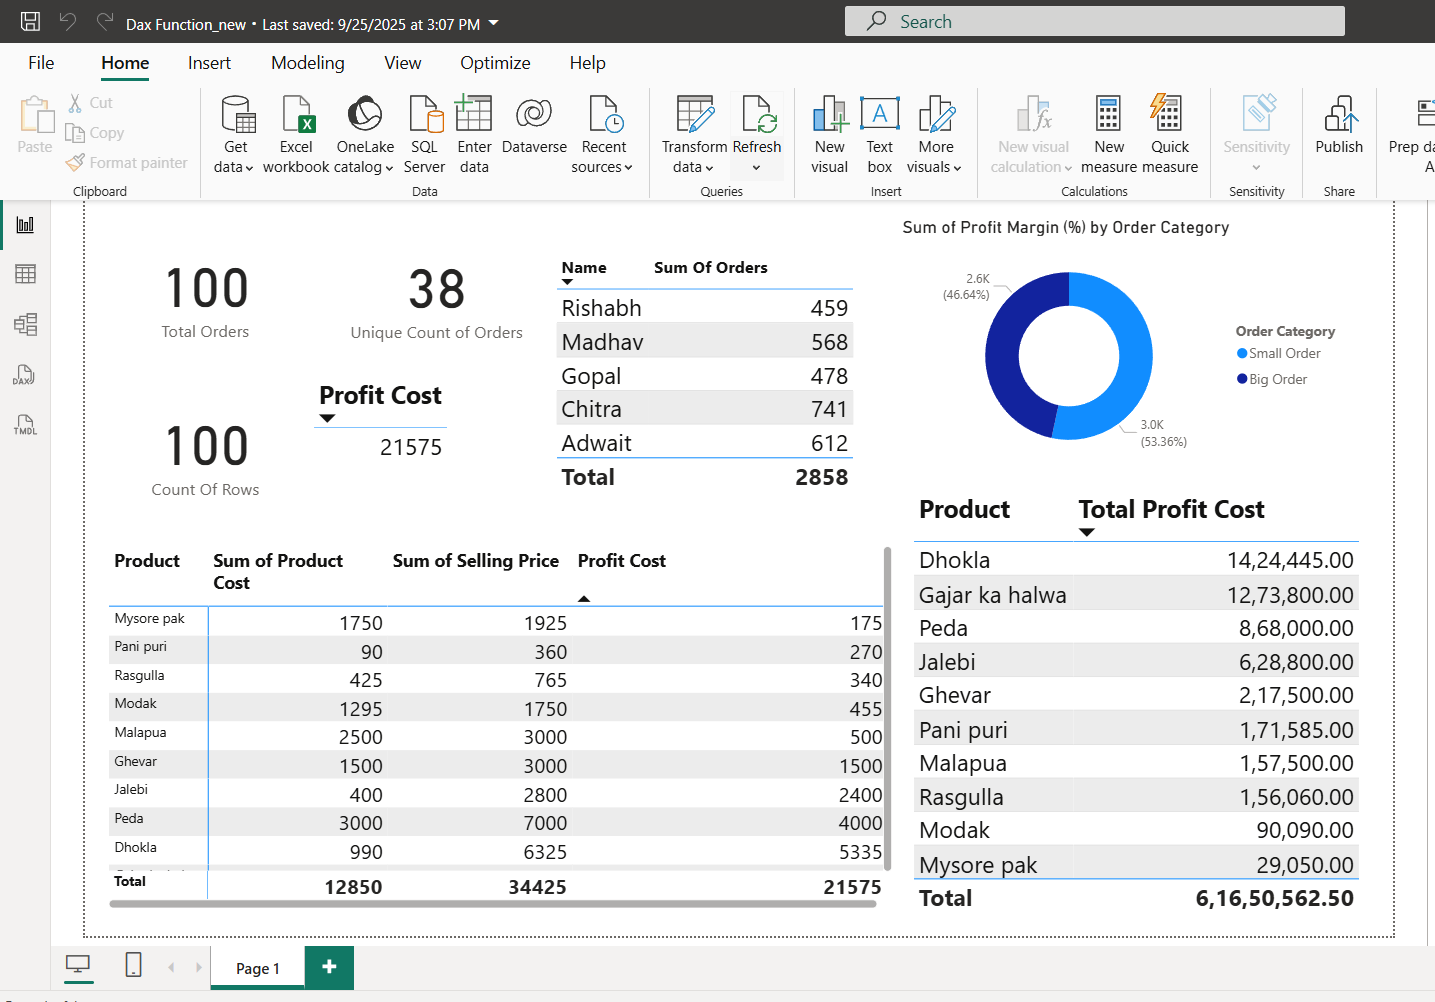 Dax Function_new • Last saved: 9/25/2025 at 3:07 PM
Search
File Home Insert Modeling View Optimize Help
Paste
Cut
Copy
Format painter
Clipboard
Get data
Excel workbook
OneLake catalog
SQL Server
Enter data
Dataverse
Recent sources
Data
Transform data
Refresh
Queries
New visual
Text box
More visuals
Insert
New visual calculation
New measure
Quick measure
Calculations
Sensitivity
Sensitivity
Publish
Share
Prep da
A
DAX
TMDL
100
Total Orders
38
Unique Count of Orders
Profit Cost
21575
100
Count Of Rows
Name Sum Of Orders
Rishabh 459
Madhav 568
Gopal 478
Chitra 741
Adwait 612
Total 2858
Sum of Profit Margin (%) by Order Category
2.6K
(46.64%)
3.0K
(53.36%)
Order Category
Small Order
Big Order
Product Sum of Product Cost Sum of Selling Price Profit Cost
Mysore pak 1750 1925 175
Pani puri 90 360 270
Rasgulla 425 765 340
Modak 1295 1750 455
Malapua 2500 3000 500
Ghevar 1500 3000 1500
Jalebi 400 2800 2400
Peda 3000 7000 4000
Dhokla 990 6325 5335
Total 12850 34425 21575
Product Total Profit Cost
Dhokla 14,24,445.00
Gajar ka halwa 12,73,800.00
Peda 8,68,000.00
Jalebi 6,28,800.00
Ghevar 2,17,500.00
Pani puri 1,71,585.00
Malapua 1,57,500.00
Rasgulla 1,56,060.00
Modak 90,090.00
Mysore pak 29,050.00
Total 6,16,50,562.50
Page 1